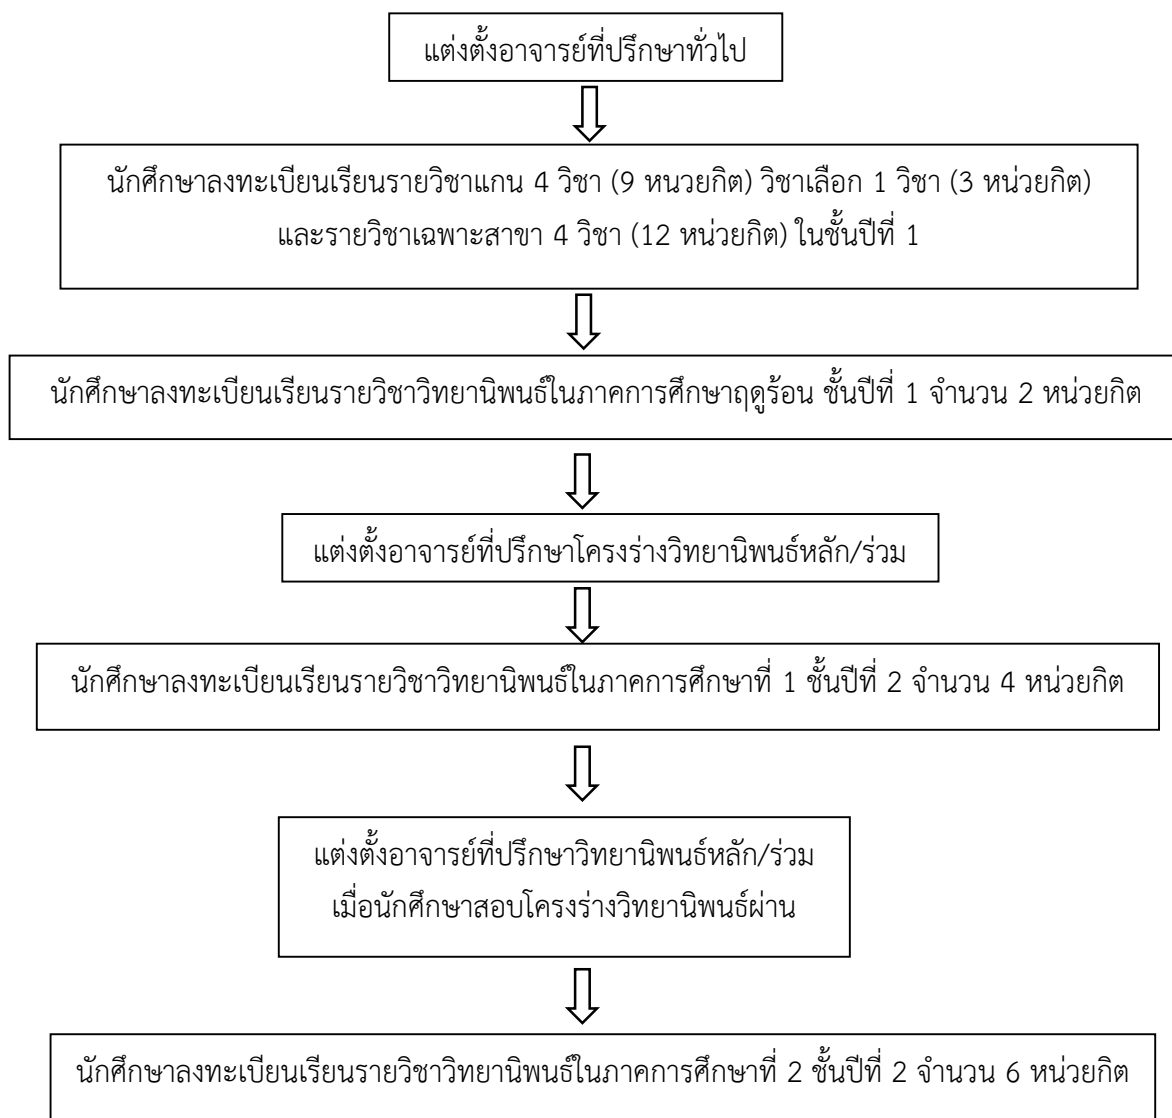 แต่งตั้งอาจารย์ที่ปรึกษาทั่วไป
นักศึกษาลงทะเบียนเรียนรายวิชาแกน 4 วิชา (9 หนวยกิต) วิชาเลือก 1 วิชา (3 หน่วยกิต)
และรายวิชาเฉพาะสาขา 4 วิชา (12 หน่วยกิต) ในชั้นปีที่ 1
นักศึกษาลงทะเบียนเรียนรายวิชาวิทยานิพนธ์ในภาคการศึกษาฤดูร้อน ชั้นปีที่ 1 จำนวน 2 หน่วยกิต
แต่งตั้งอาจารย์ที่ปรึกษาโครงร่างวิทยานิพนธ์หลัก/ร่วม
นักศึกษาลงทะเบียนเรียนรายวิชาวิทยานิพนธ์ในภาคการศึกษาที่ 1 ชั้นปีที่ 2 จำนวน 4 หน่วยกิต
แต่งตั้งอาจารย์ที่ปรึกษาวิทยานิพนธ์หลัก/ร่วม
เมื่อนักศึกษาสอบโครงร่างวิทยานิพนธ์ผ่าน
นักศึกษาลงทะเบียนเรียนรายวิชาวิทยานิพนธ์ในภาคการศึกษาที่ 2 ชั้นปีที่ 2 จำนวน 6 หน่วยกิต